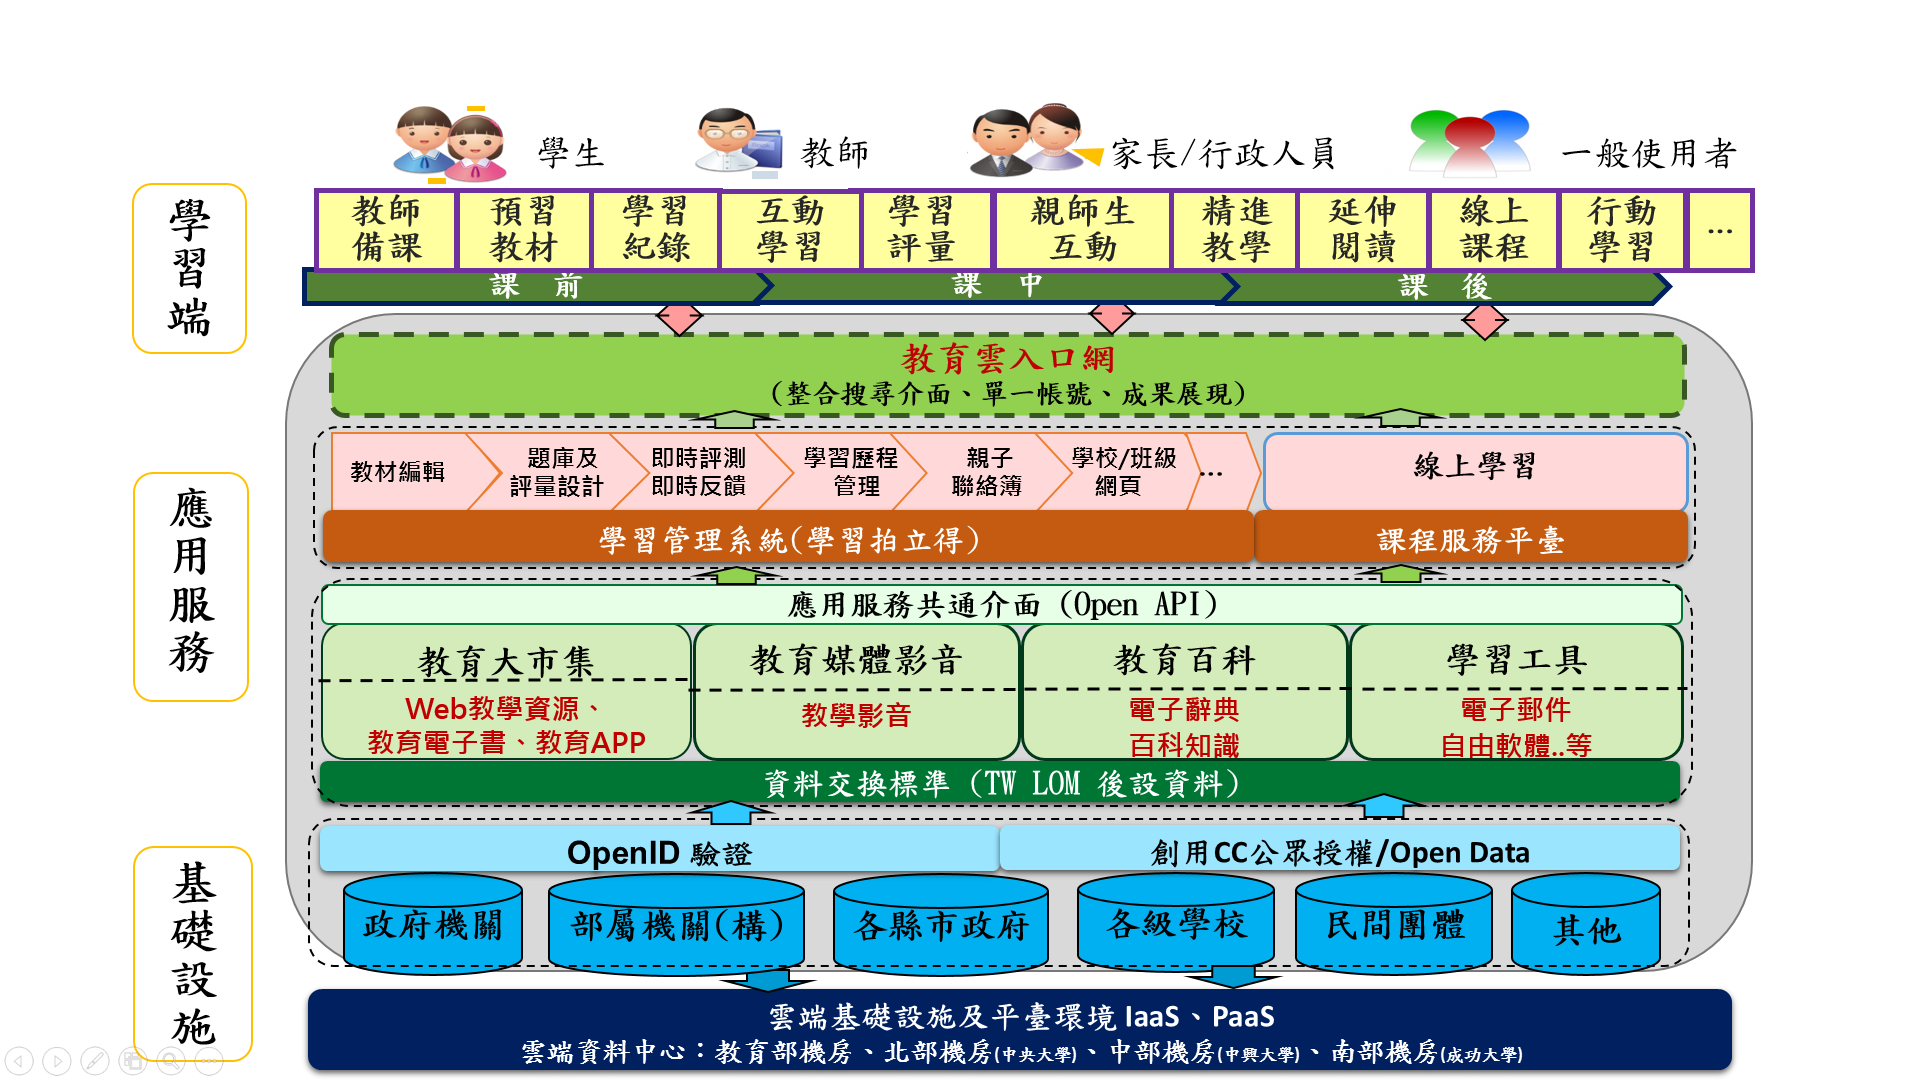 學生
教師
家長/行政人員
一般使用者
學習端
教師
備課
預習
教材
學習
紀錄
互動
學習
學習
評量
親師生
互動
精進
教學
延伸
閱讀
線上
課程
行動
學習
...
課 前
課 中
課 後
教育雲入口網
(整合搜尋介面、單一帳號、成果展現)
應用服務
教材編輯
題庫及
評量設計
即時評測
即時反饋
學習歷程
管理
親子
聯絡簿
學校/班級
網頁
...
線上學習
學習管理系統(學習拍立得)
課程服務平臺
應用服務共通介面 (Open API)
教育大市集
Web教學資源、
教育電子書、教育APP
教育媒體影音
教學影音
教育百科
電子辭典
百科知識
學習工具
電子郵件
自由軟體..等
資料交換標準 (TW LOM 後設資料)
基礎設施
OpenID 驗證
創用CC公眾授權/Open Data
政府機關
部屬機關(構)
各縣市政府
各級學校
民間團體
其他
雲端基礎設施及平臺環境 IaaS、PaaS
雲端資料中心：教育部機房、北部機房(中央大學)、中部機房(中興大學)、南部機房(成功大學)